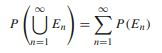 P(⋃_{n=1}^{∞} E_n) = ∑_{n=1}^{∞} P(E_n)